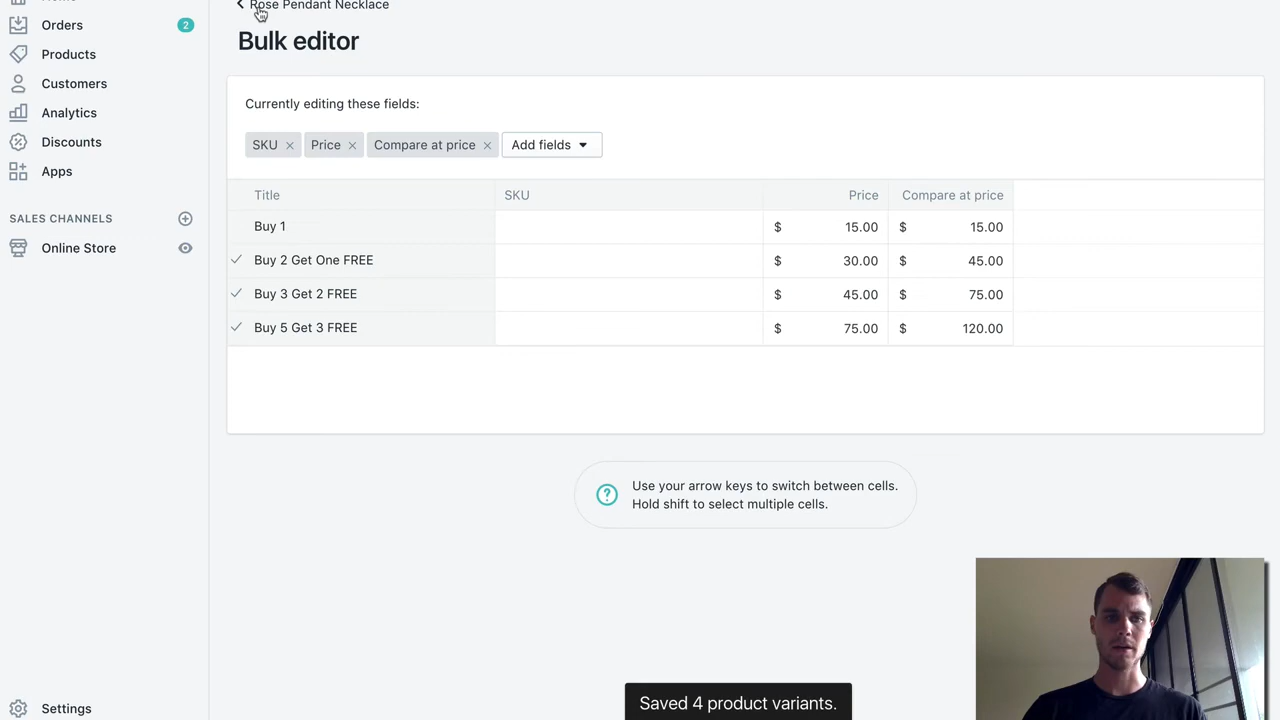 Rose Pendant Necklace
Orders 2
Products
Customers
Analytics
Discounts
Apps
SALES CHANNELS
Online Store
Settings
Bulk editor
Currently editing these fields:
SKU Price Compare at price Add fields
Title SKU Price Compare at price
Buy 1 $ 15.00 $ 15.00
Buy 2 Get One FREE $ 30.00 $ 45.00
Buy 3 Get 2 FREE $ 45.00 $ 75.00
Buy 5 Get 3 FREE $ 75.00 $ 120.00
Use your arrow keys to switch between cells.
Hold shift to select multiple cells.
Saved 4 product variants.